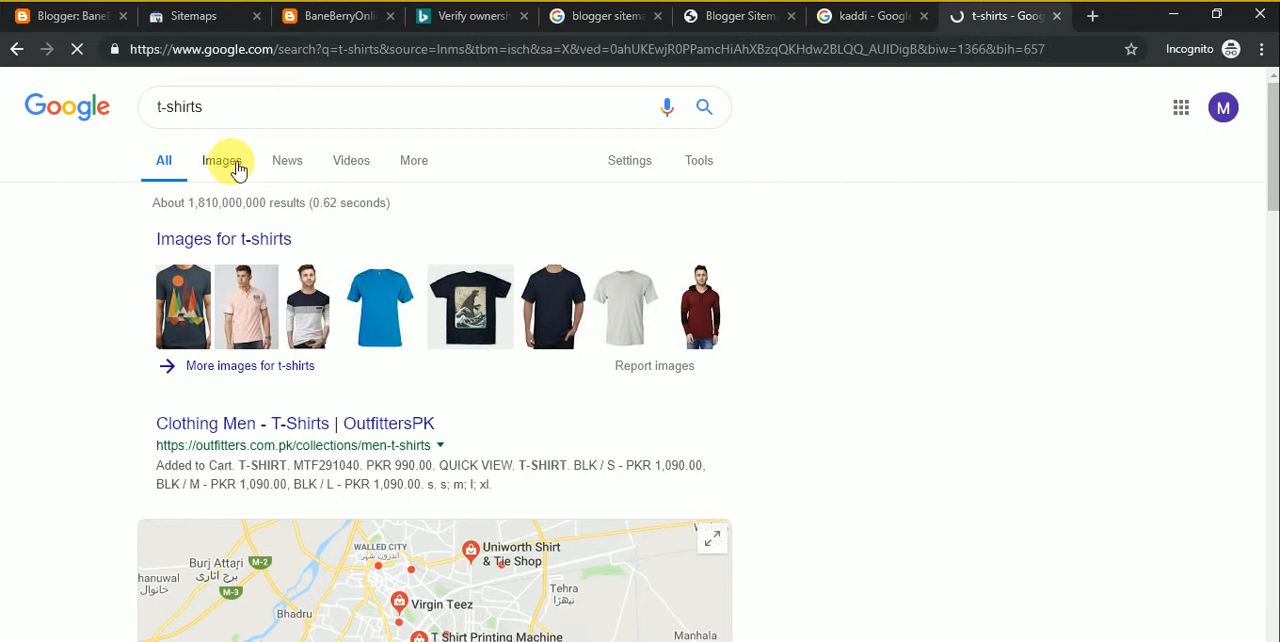 Blogger: Bane
Sitemaps
BaneBerryOnli
Verify owners
blogger sitema
Blogger Sitem
kaddi - Google
t-shirts - Goog
https://www.google.com/search?q=t-shirts&source=lnms&tbm=isch&sa=X&ved=0ahUKEwjR0PPamcHiAhXBzqQKHdw2BLQQ_AUIDigB&biw=1366&bih=657
Incognito
Google
t-shirts
M
All Images News Videos More Settings Tools
About 1,810,000,000 results (0.62 seconds)
Images for t-shirts
More images for t-shirts
Report images
Clothing Men - T-Shirts | OutfittersPK
https://outfitters.com.pk/collections/men-t-shirts
Added to Cart. T-SHIRT. MTF291040. PKR 990.00. QUICK VIEW. T-SHIRT. BLK / S - PKR 1,090.00,
BLK / M - PKR 1,090.00, BLK / L - PKR 1,090.00. s. s; m; l; xl.
WALLED CITY
اندرون شہر
Uniworth Shirt
& Tie Shop
Burj Attari
برج اٹاری
M-2
hanuwal
خانوال
M-3
Tehra
Virgin Teez
Bhadru
T Shirt Printing Machine
Manhala